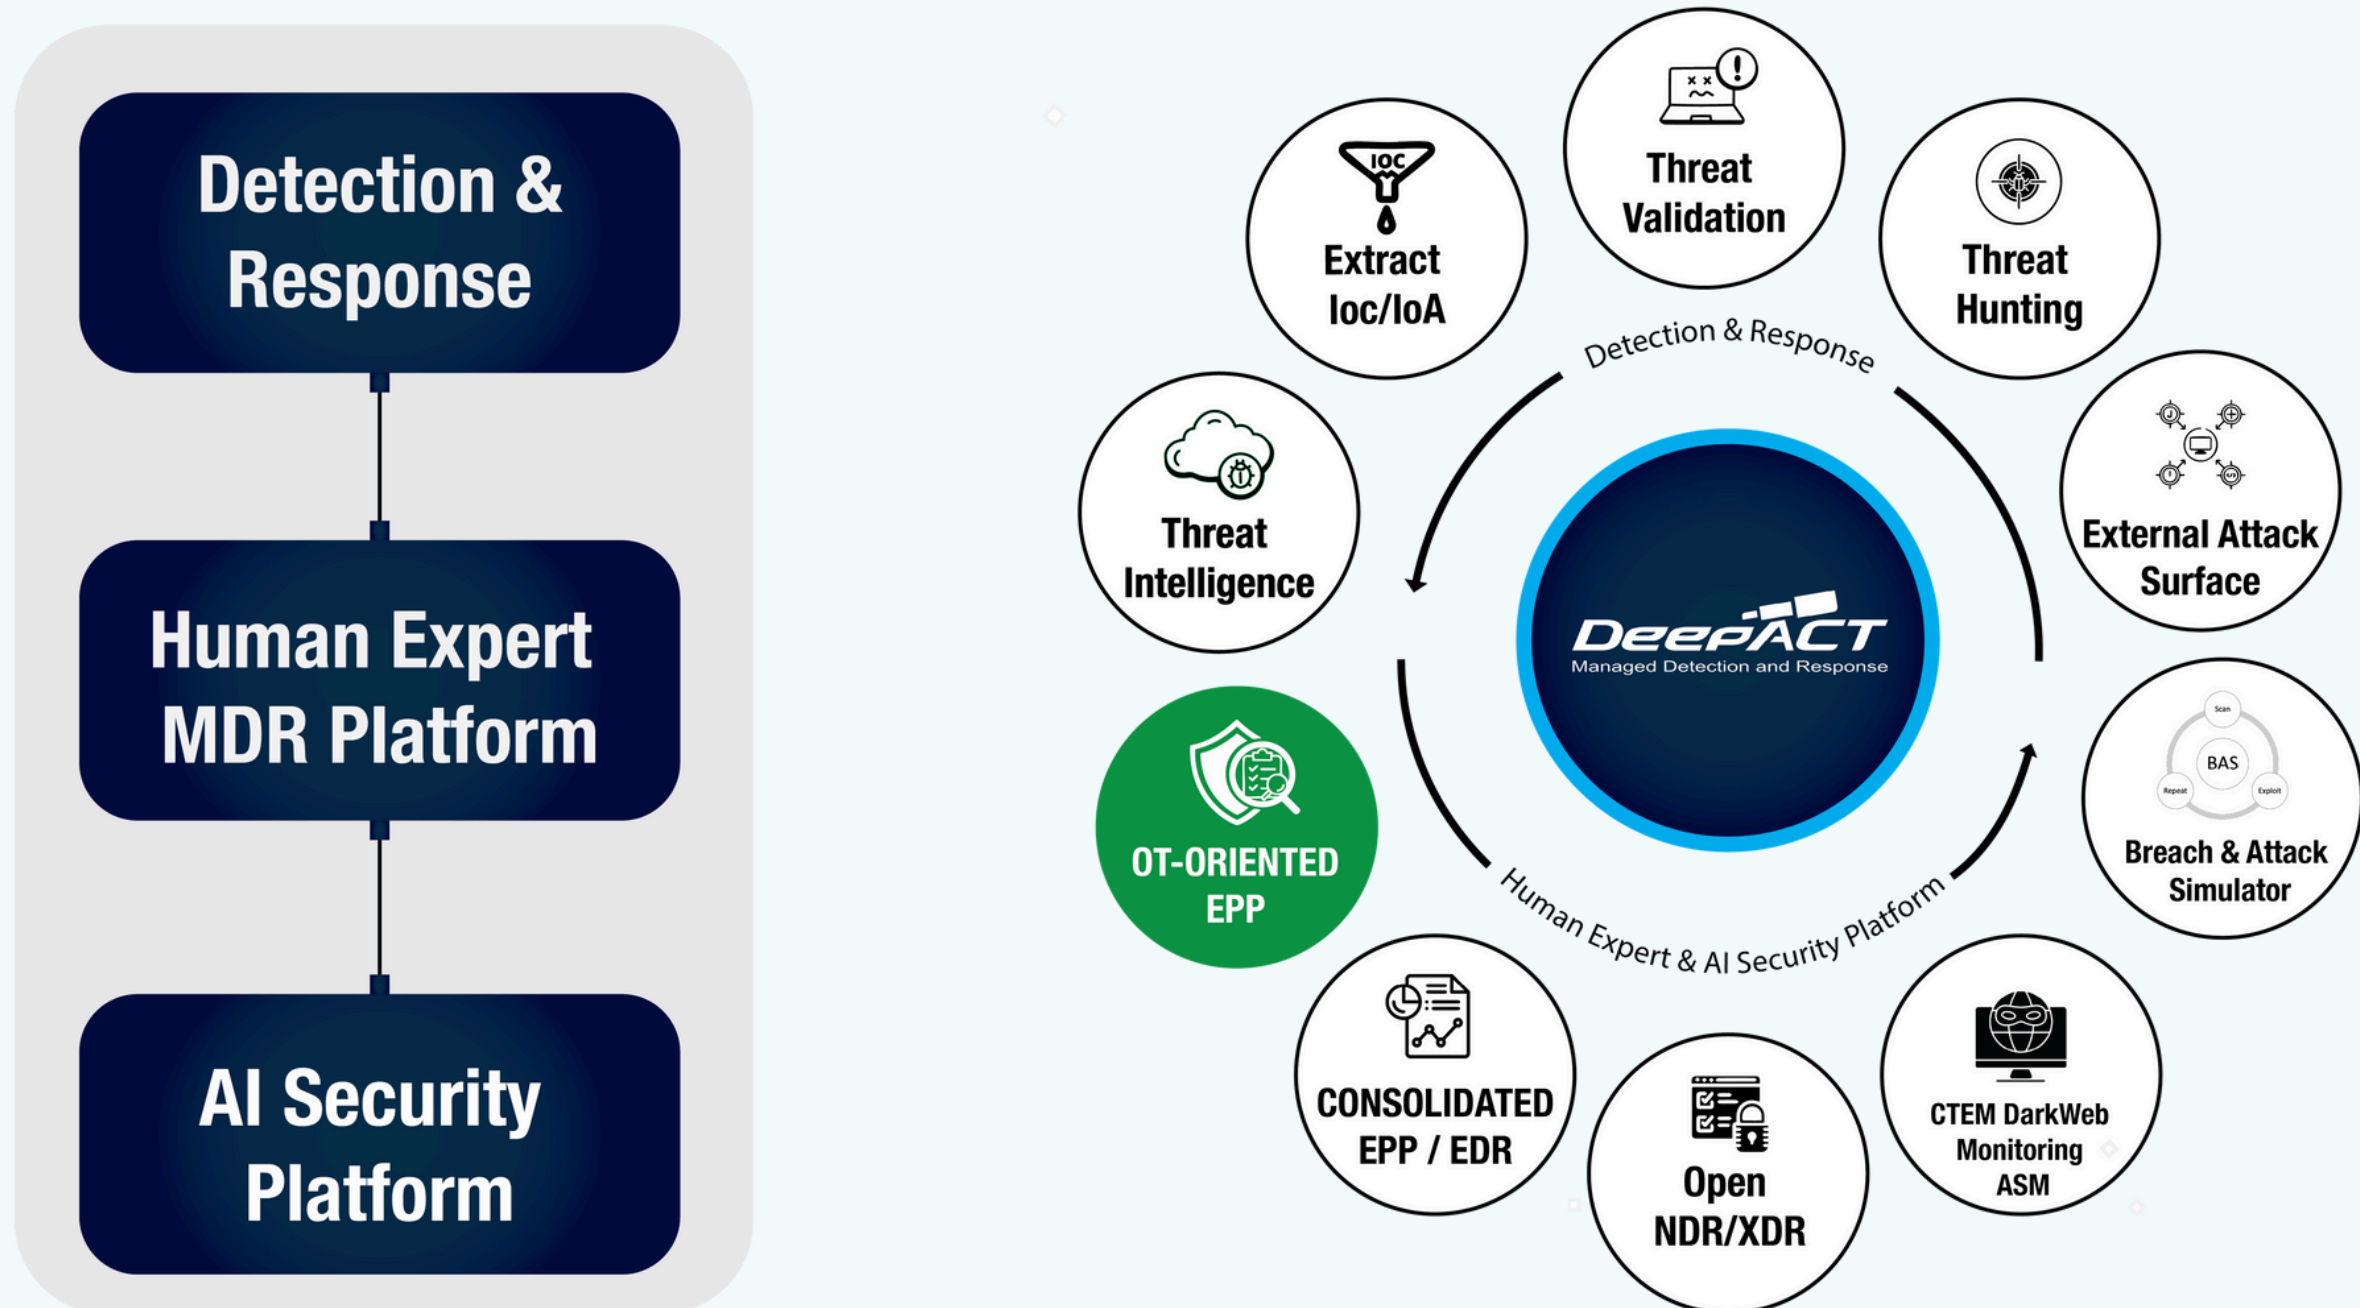 Detection &
Response
Human Expert
MDR Platform
AI Security
Platform
Threat
Validation
IOC
Extract
Ioc/IoA
Threat
Hunting
Detection & Response
Threat
Intelligence
External Attack
Surface
DeepACT
Managed Detection and Response
OT-ORIENTED
EPP
Scan
BAS
Repeat
Exploit
Breach & Attack
Simulator
Human Expert & AI Security Platform
CONSOLIDATED
EPP / EDR
Open
NDR/XDR
CTEM DarkWeb
Monitoring
ASM